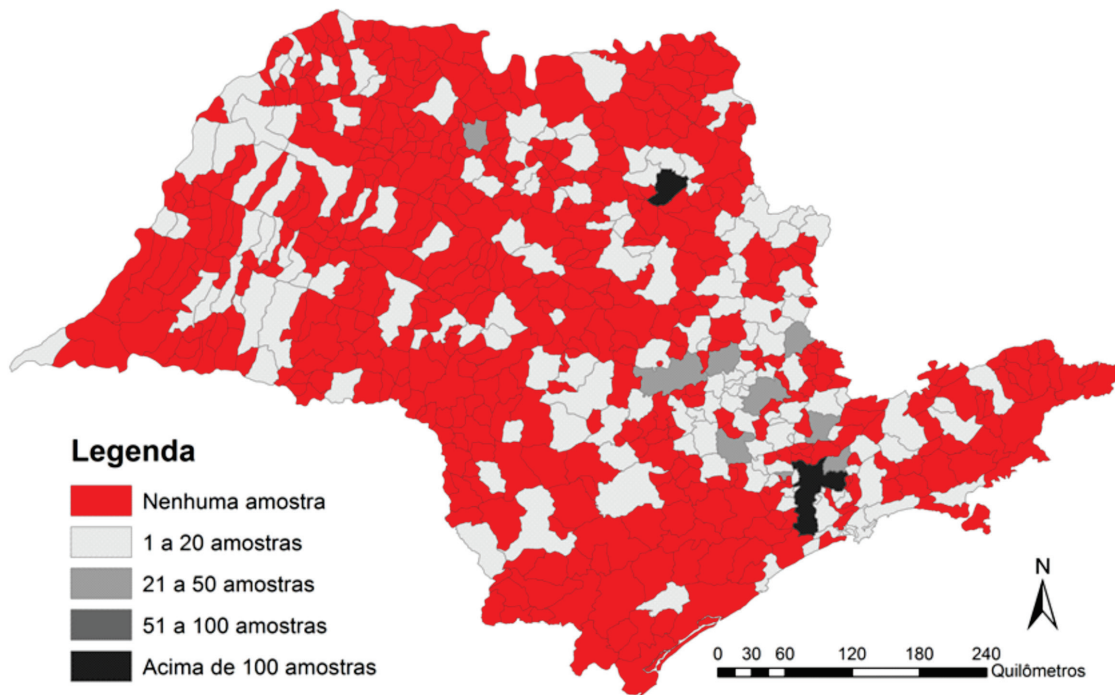 Legenda
Nenhuma amostra
1 a 20 amostras
21 a 50 amostras
51 a 100 amostras
Acima de 100 amostras
N
0 30 60 120 180 240
Quilômetros